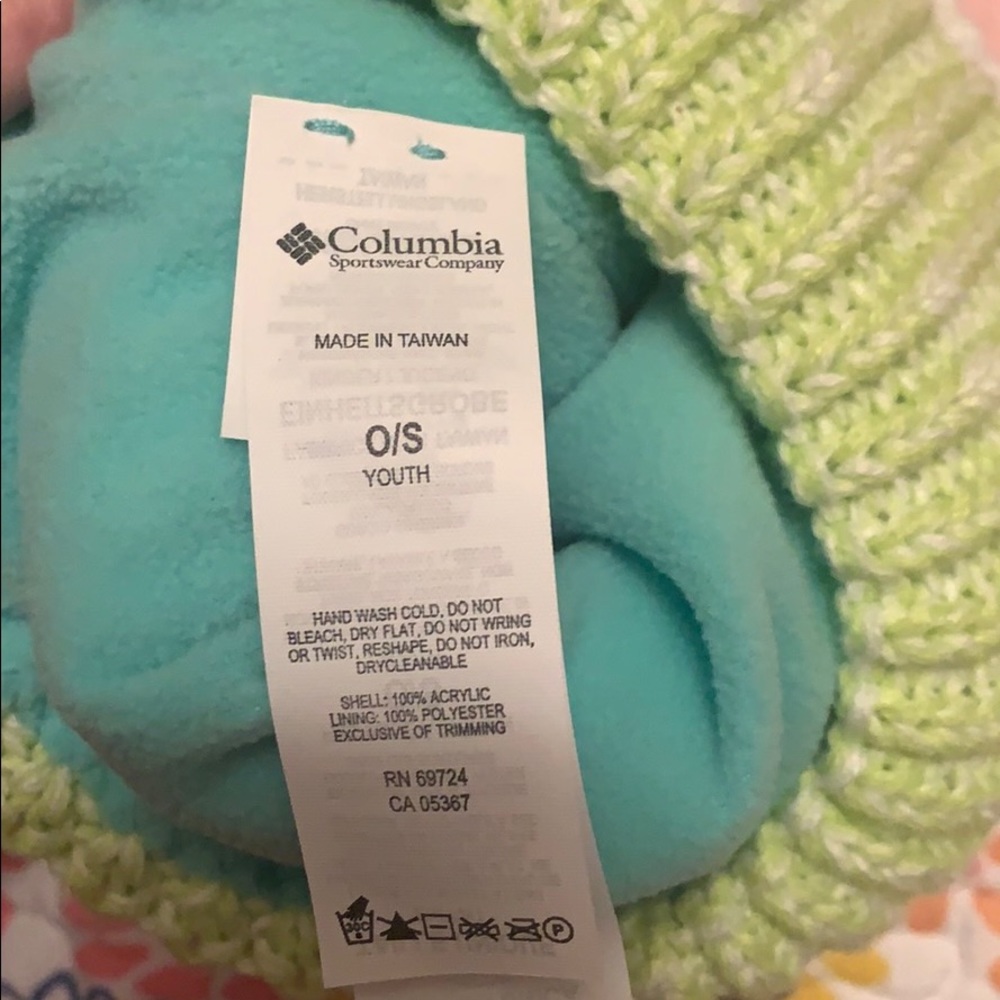 Columbia
Sportswear Company
MADE IN TAIWAN
O/S
YOUTH
HAND WASH COLD, DO NOT
BLEACH, DRY FLAT, DO NOT WRING
OR TWIST, RESHAPE, DO NOT IRON,
DRYCLEANABLE
SHELL: 100% ACRYLIC
LINING: 100% POLYESTER
EXCLUSIVE OF TRIMMING
RN 69724
CA 05367
30C
P